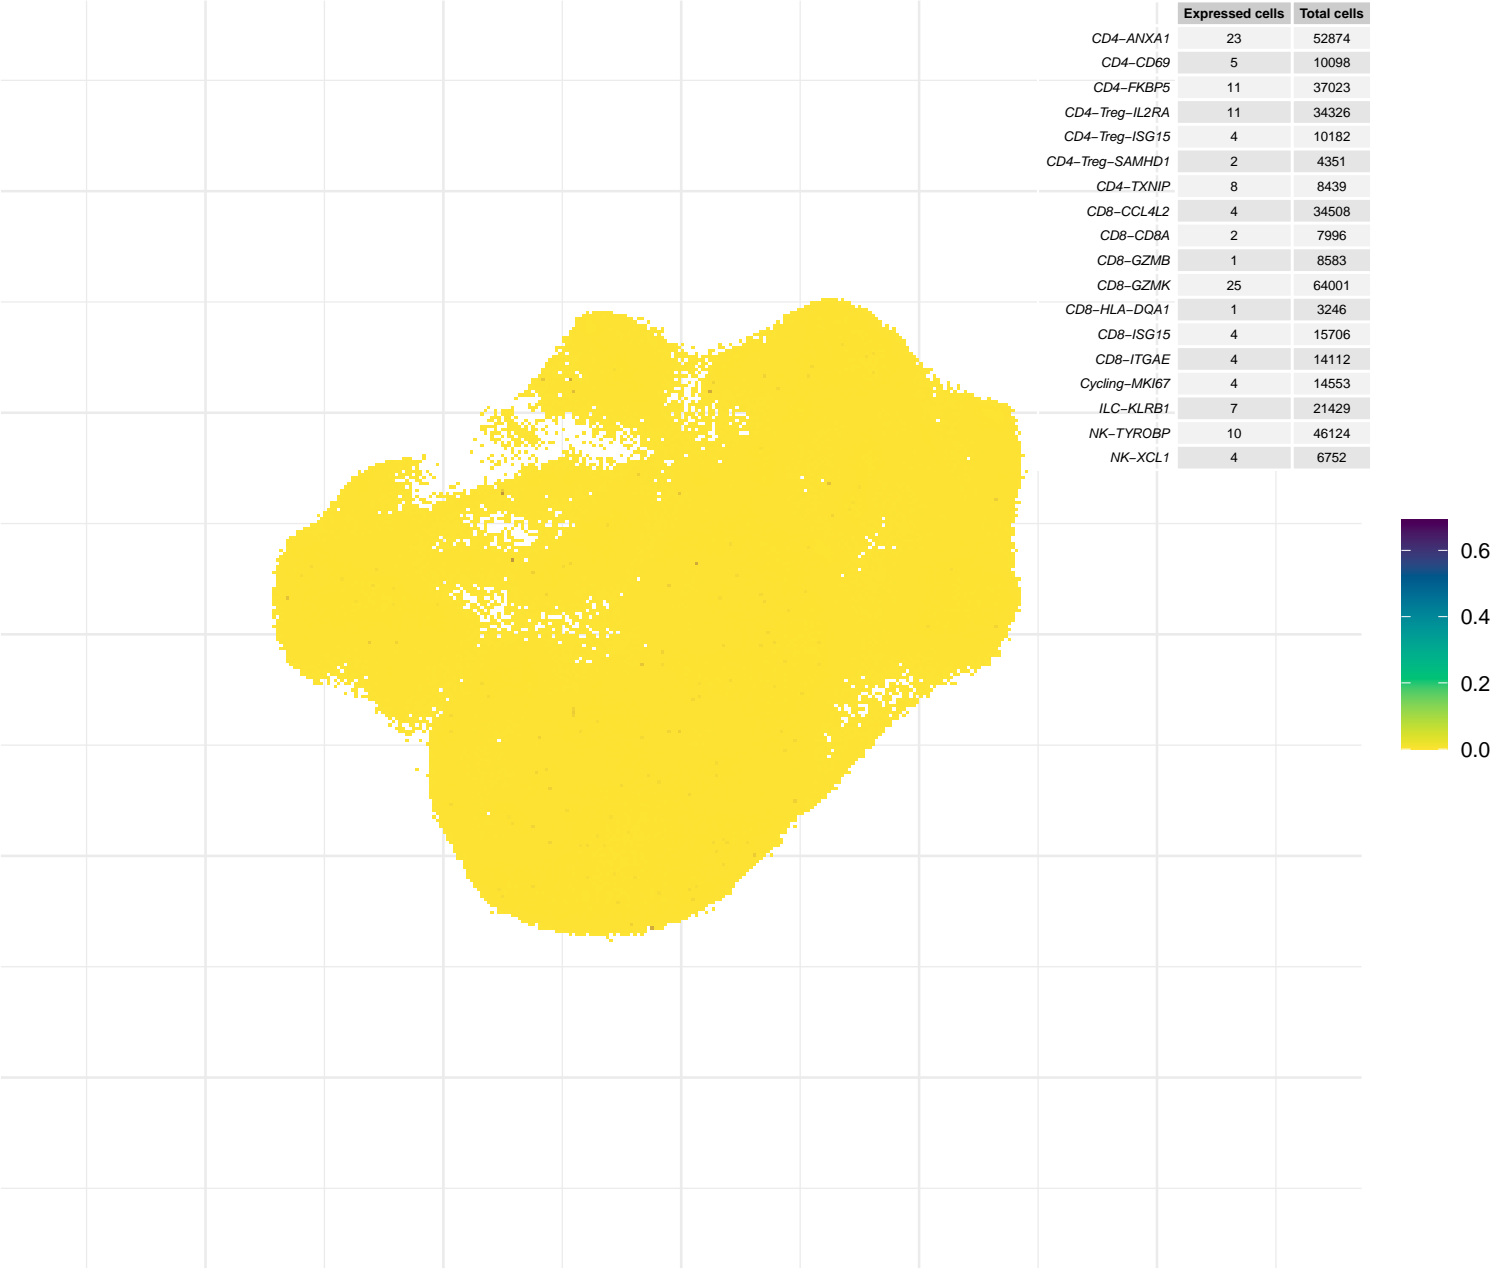 Expressed cells Total cells
CD4−ANXA1 23 52874
CD4−CD69 5 10098
CD4−FKBP5 11 37023
CD4−Treg−IL2RA 11 34326
CD4−Treg−ISG15 4 10182
CD4−Treg−SAMHD1 2 4351
CD4−TXNIP 8 8439
CD8−CCL4L2 4 34508
CD8−CD8A 2 7996
CD8−GZMB 1 8583
CD8−GZMK 25 64001
CD8−HLA−DQA1 1 3246
CD8−ISG15 4 15706
CD8−ITGAE 4 14112
Cycling−MKI67 4 14553
ILC−KLRB1 7 21429
NK−TYROBP 10 46124
NK−XCL1 4 6752
0.6
0.4
0.2
0.0